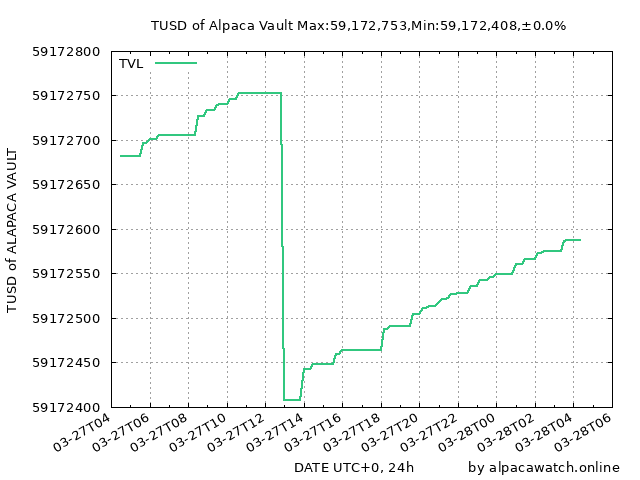 TUSD of Alpaca Vault Max:59,172,753,Min:59,172,408,±0.0%
TVL
59172800
59172750
59172700
59172650
59172600
59172550
59172500
59172450
59172400
TUSD of ALAPACA VAULT
03-27T04
03-27T06
03-27T08
03-27T10
03-27T12
03-27T14
03-27T16
03-27T18
03-27T20
03-27T22
03-28T00
03-28T02
03-28T04
03-28T06
DATE UTC+0, 24h
by alpacawatch.online